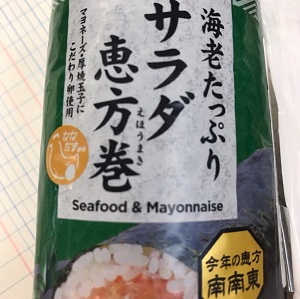 海老たっぷり
サラダ
恵方巻
えほうまき
マヨネーズ・厚焼玉子に
こだわり卵使用
Seafood & Mayonnaise
今年の恵方
南南東